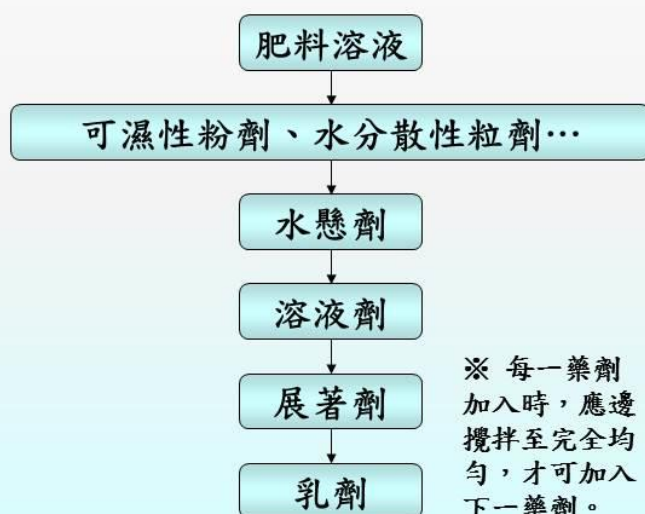 肥料溶液
可濕性粉劑、水分散性粒劑…
水懸劑
溶液劑
展著劑
乳劑
※ 每一藥劑
加入時，應邊
攪拌至完全均
勻，才可加入
下一藥劑。